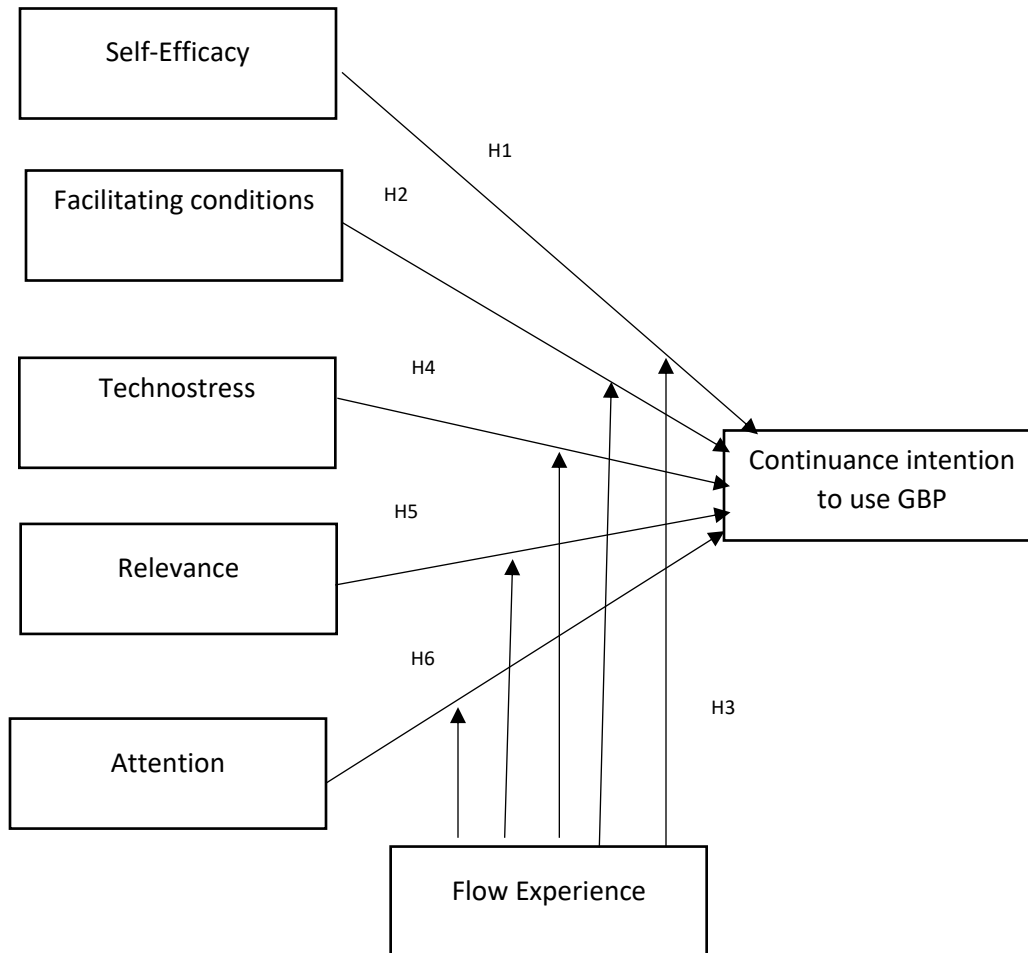 Self-Efficacy
H1
Facilitating conditions
H2
Technostress
H4
Continuance intention
to use GBP
H5
Relevance
H6
H3
Attention
Flow Experience